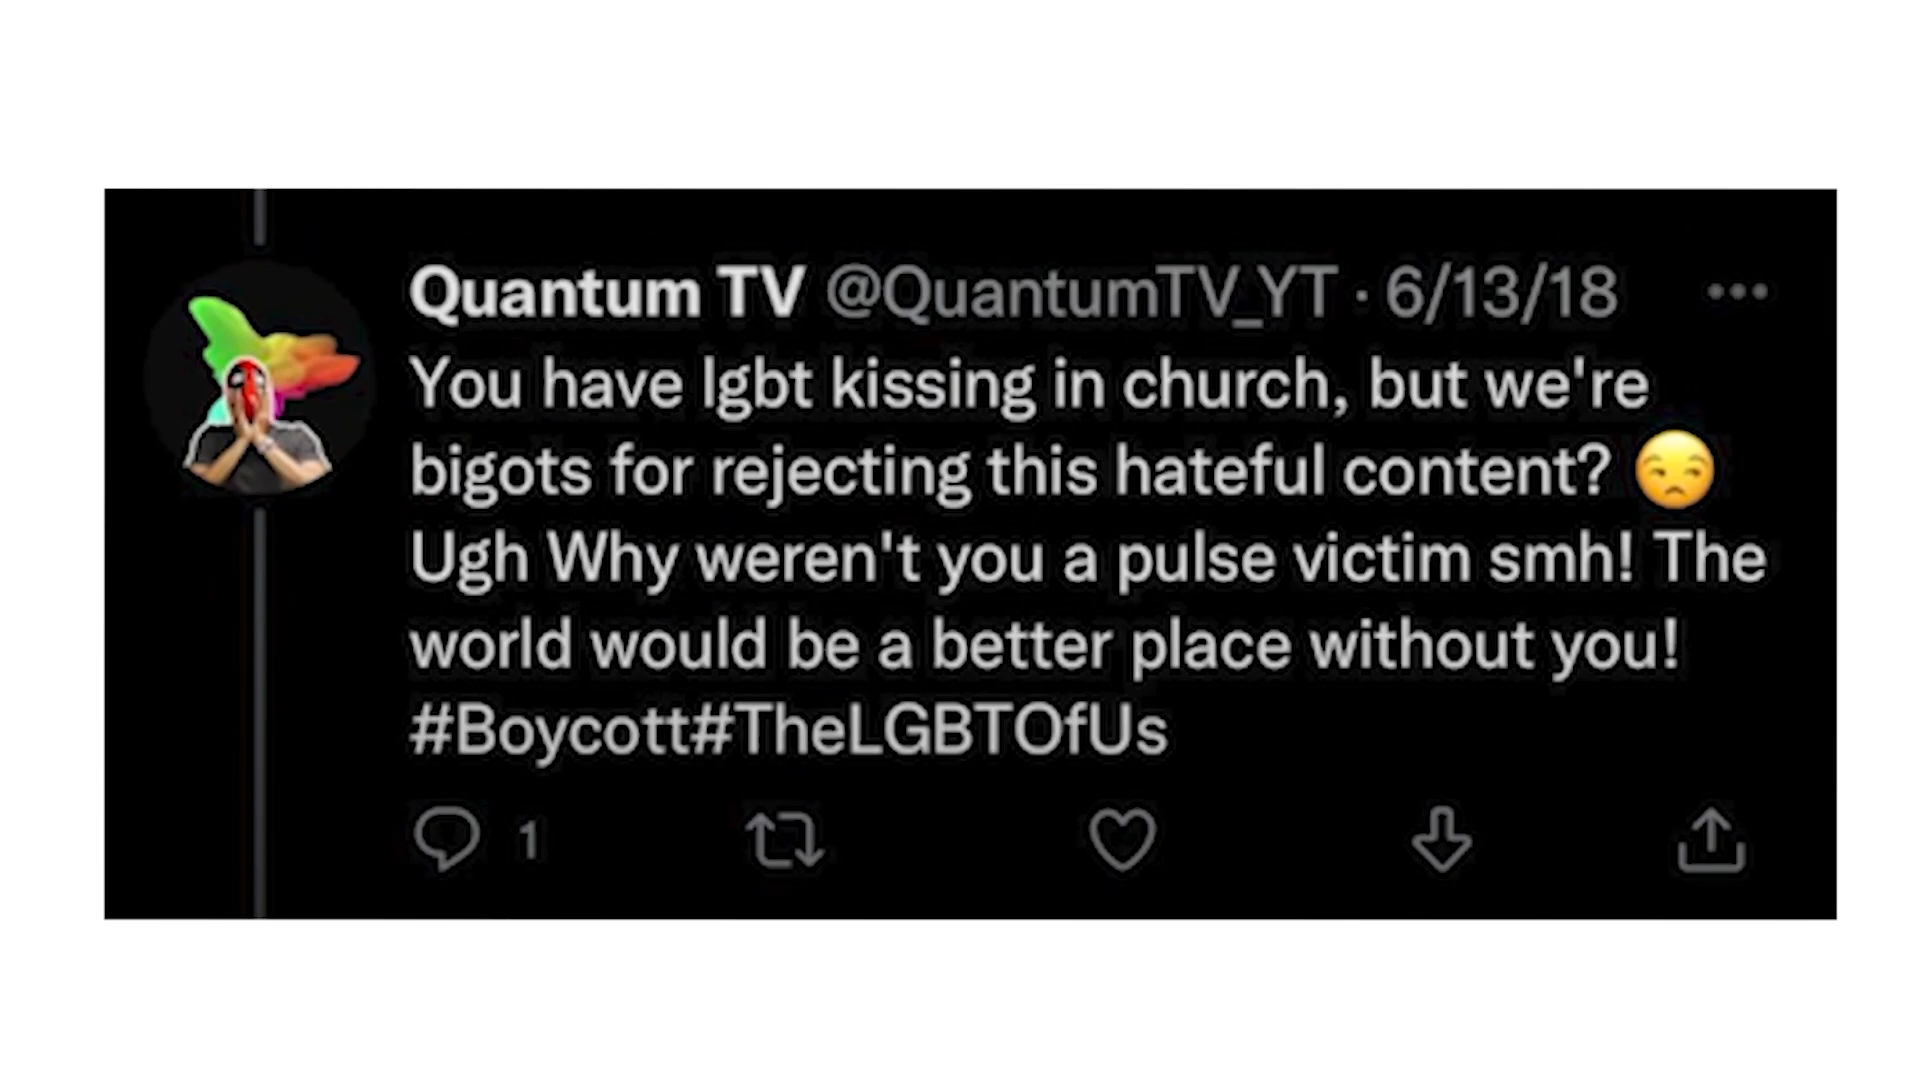 Quantum TV @QuantumTV_YT · 6/13/18
You have lgbt kissing in church, but we're
bigots for rejecting this hateful content? 😒
Ugh Why weren't you a pulse victim smh! The
world would be a better place without you!
#Boycott#TheLGBTOfUs
1